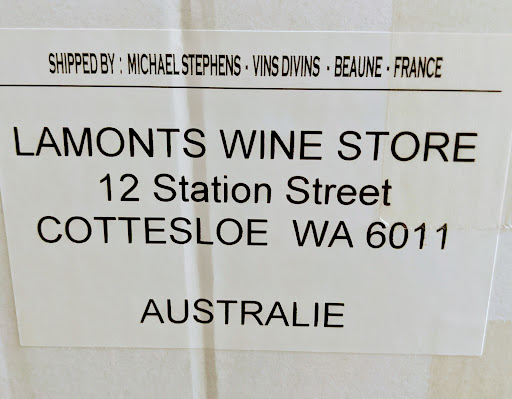 SHIPPED BY : MICHAEL STEPHENS - VINS DIVINS - BEAUNE - FRANCE
LAMONTS WINE STORE
12 Station Street
COTTESLOE WA 6011
AUSTRALIE